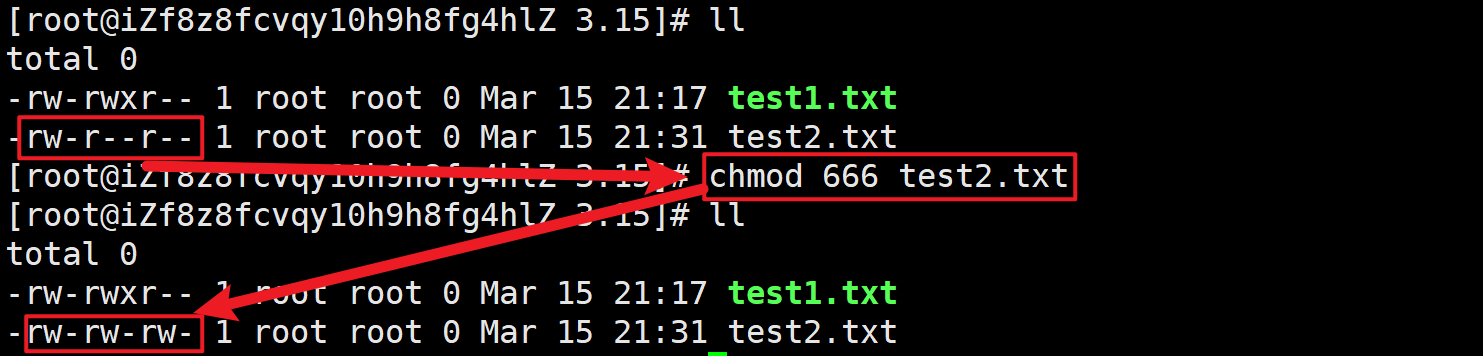 [root@iZf8z8fcvqy10h9h8fg4hlZ 3.15]# ll
total 0
-rw-rwxr-- 1 root root 0 Mar 15 21:17 test1.txt
-rw-r--r-- 1 root root 0 Mar 15 21:31 test2.txt
[root@iZf8z8fcvqy10h9h8fg4hlZ 3.15]# chmod 666 test2.txt
[root@iZf8z8fcvqy10h9h8fg4hlZ 3.15]# ll
total 0
-rw-rwxr-- 1 root root 0 Mar 15 21:17 test1.txt
-rw-rw-rw- 1 root root 0 Mar 15 21:31 test2.txt